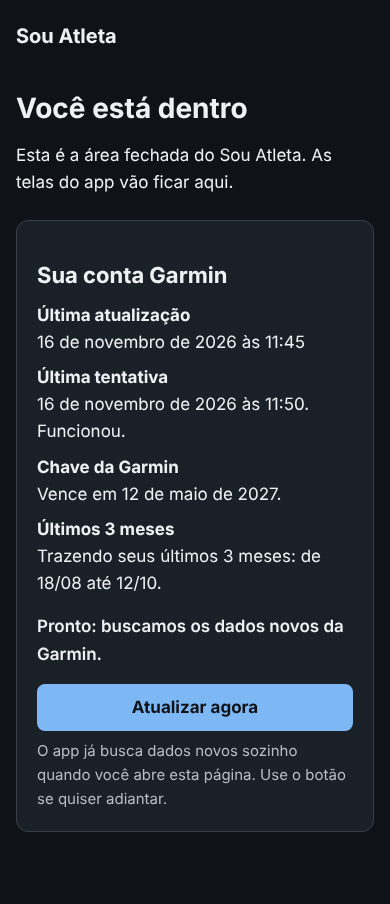 Sou Atleta
Você está dentro
Esta é a área fechada do Sou Atleta. As
telas do app vão ficar aqui.
Sua conta Garmin
Última atualização
16 de novembro de 2026 às 11:45
Última tentativa
16 de novembro de 2026 às 11:50.
Funcionou.
Chave da Garmin
Vence em 12 de maio de 2027.
Últimos 3 meses
Trazendo seus últimos 3 meses: de
18/08 até 12/10.
Pronto: buscamos os dados novos da
Garmin.
Atualizar agora
O app já busca dados novos sozinho
quando você abre esta página. Use o botão
se quiser adiantar.